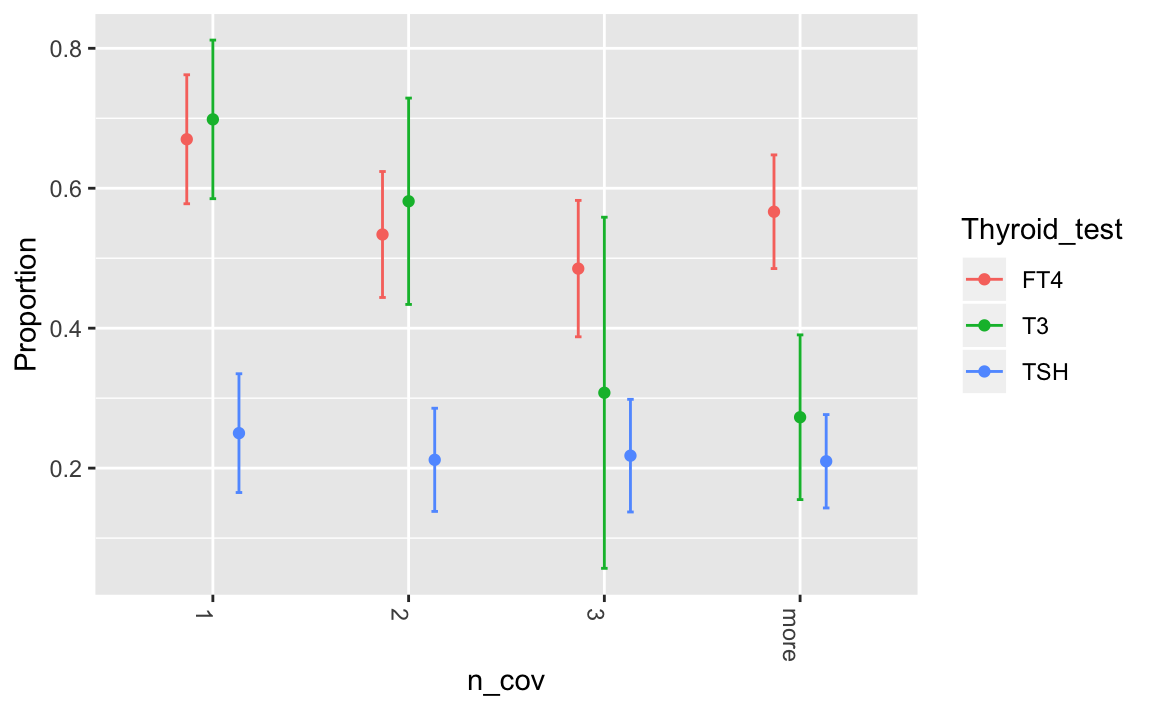 0.8
0.6
0.4
0.2
Proportion
1
2
3
more
n_cov
Thyroid_test
FT4
T3
TSH